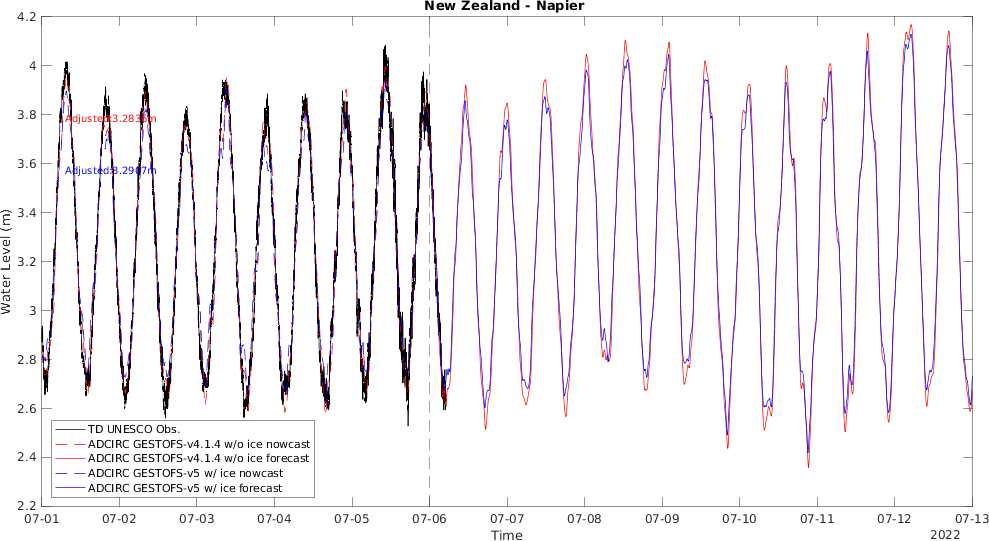 New Zealand - Napier
4.2
4
3.8
3.6
3.4
3.2
3
2.8
2.6
2.4
2.2
Water Level (m)
Adjusted:3.2835m
Adjusted:3.2907m
TD UNESCO Obs.
ADCIRC GESTOFS-v4.1.4 w/o ice nowcast
ADCIRC GESTOFS-v4.1.4 w/o ice forecast
ADCIRC GESTOFS-v5 w/ ice nowcast
ADCIRC GESTOFS-v5 w/ ice forecast
07-01 07-02 07-03 07-04 07-05 07-06 07-07 07-08 07-09 07-10 07-11 07-12 07-13
Time
2022